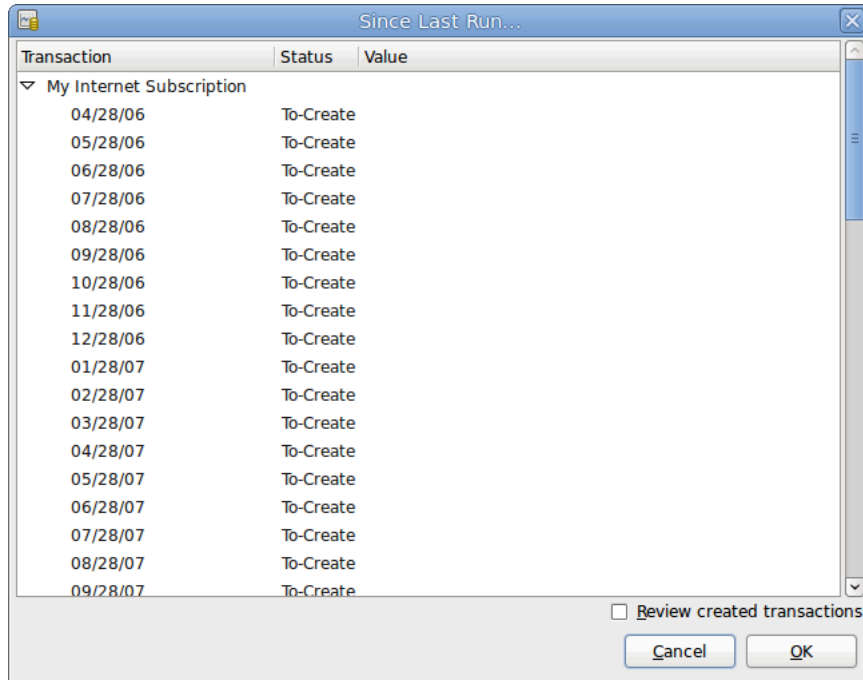 Since Last Run...
Transaction Status Value
My Internet Subscription
04/28/06 To-Create
05/28/06 To-Create
06/28/06 To-Create
07/28/06 To-Create
08/28/06 To-Create
09/28/06 To-Create
10/28/06 To-Create
11/28/06 To-Create
12/28/06 To-Create
01/28/07 To-Create
02/28/07 To-Create
03/28/07 To-Create
04/28/07 To-Create
05/28/07 To-Create
06/28/07 To-Create
07/28/07 To-Create
08/28/07 To-Create
09/28/07 To-Create
Review created transactions
Cancel OK